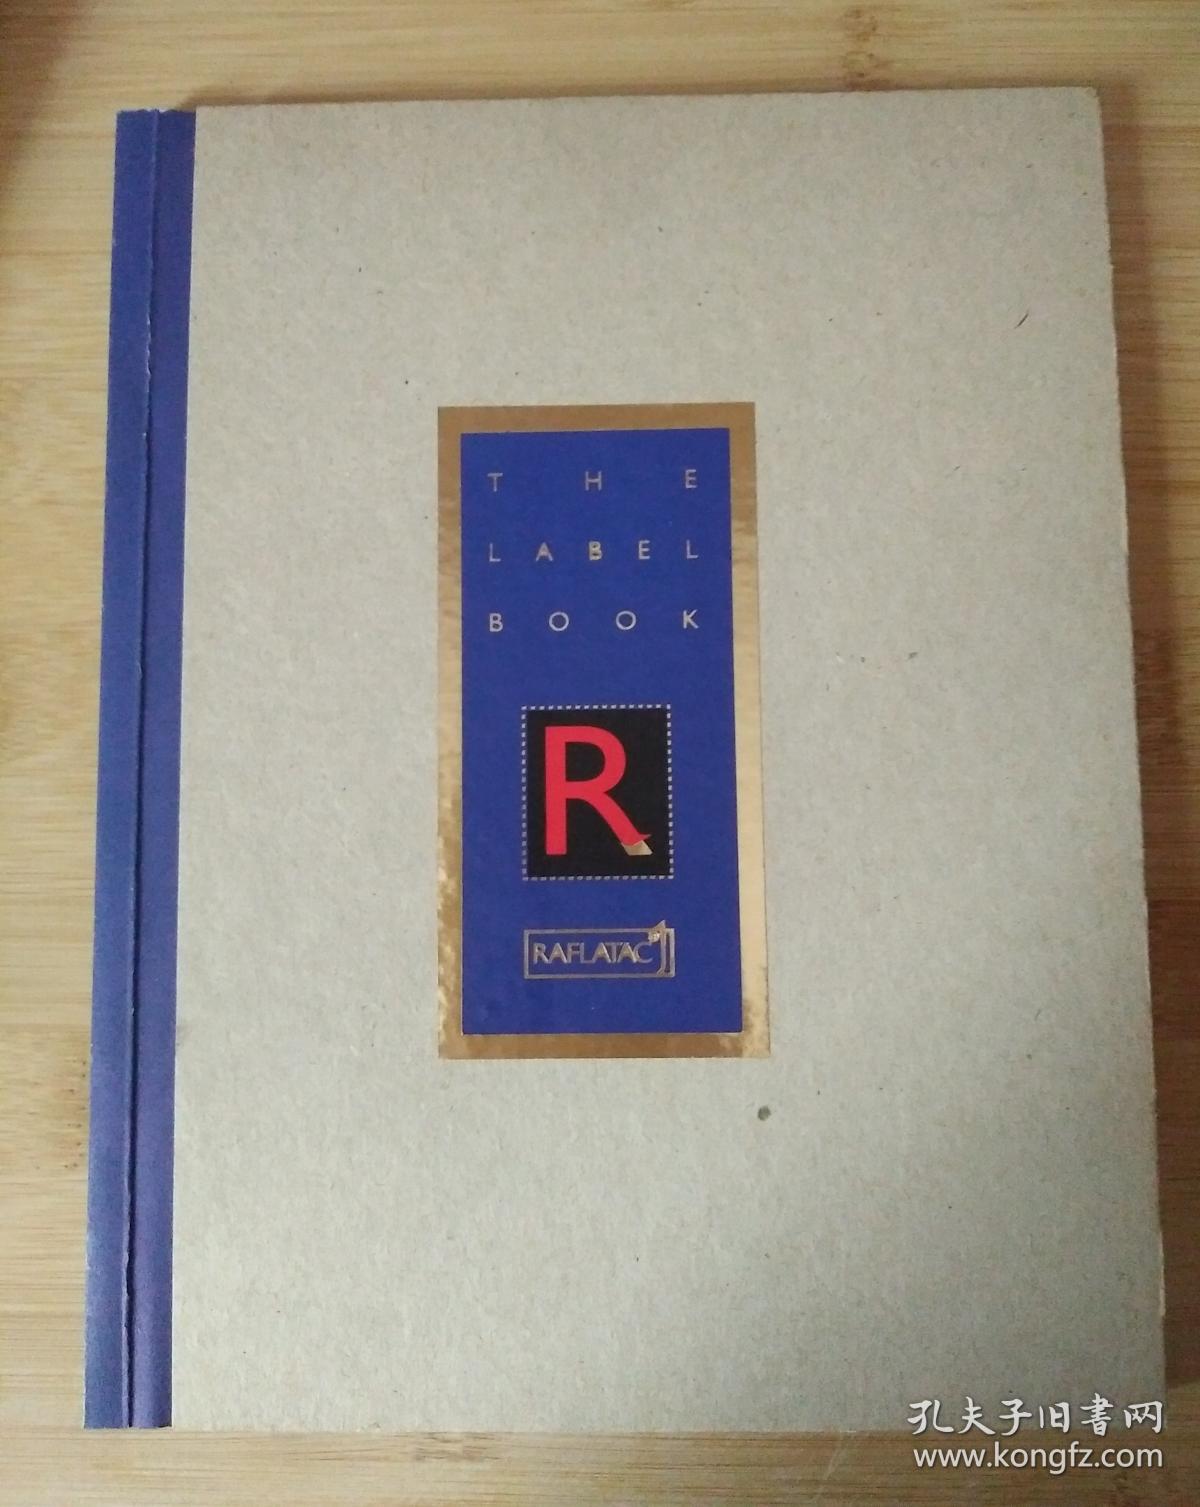 THE
LABEL
BOOK
R
RAFLATAC
孔夫子旧書网
www.kongfz.com